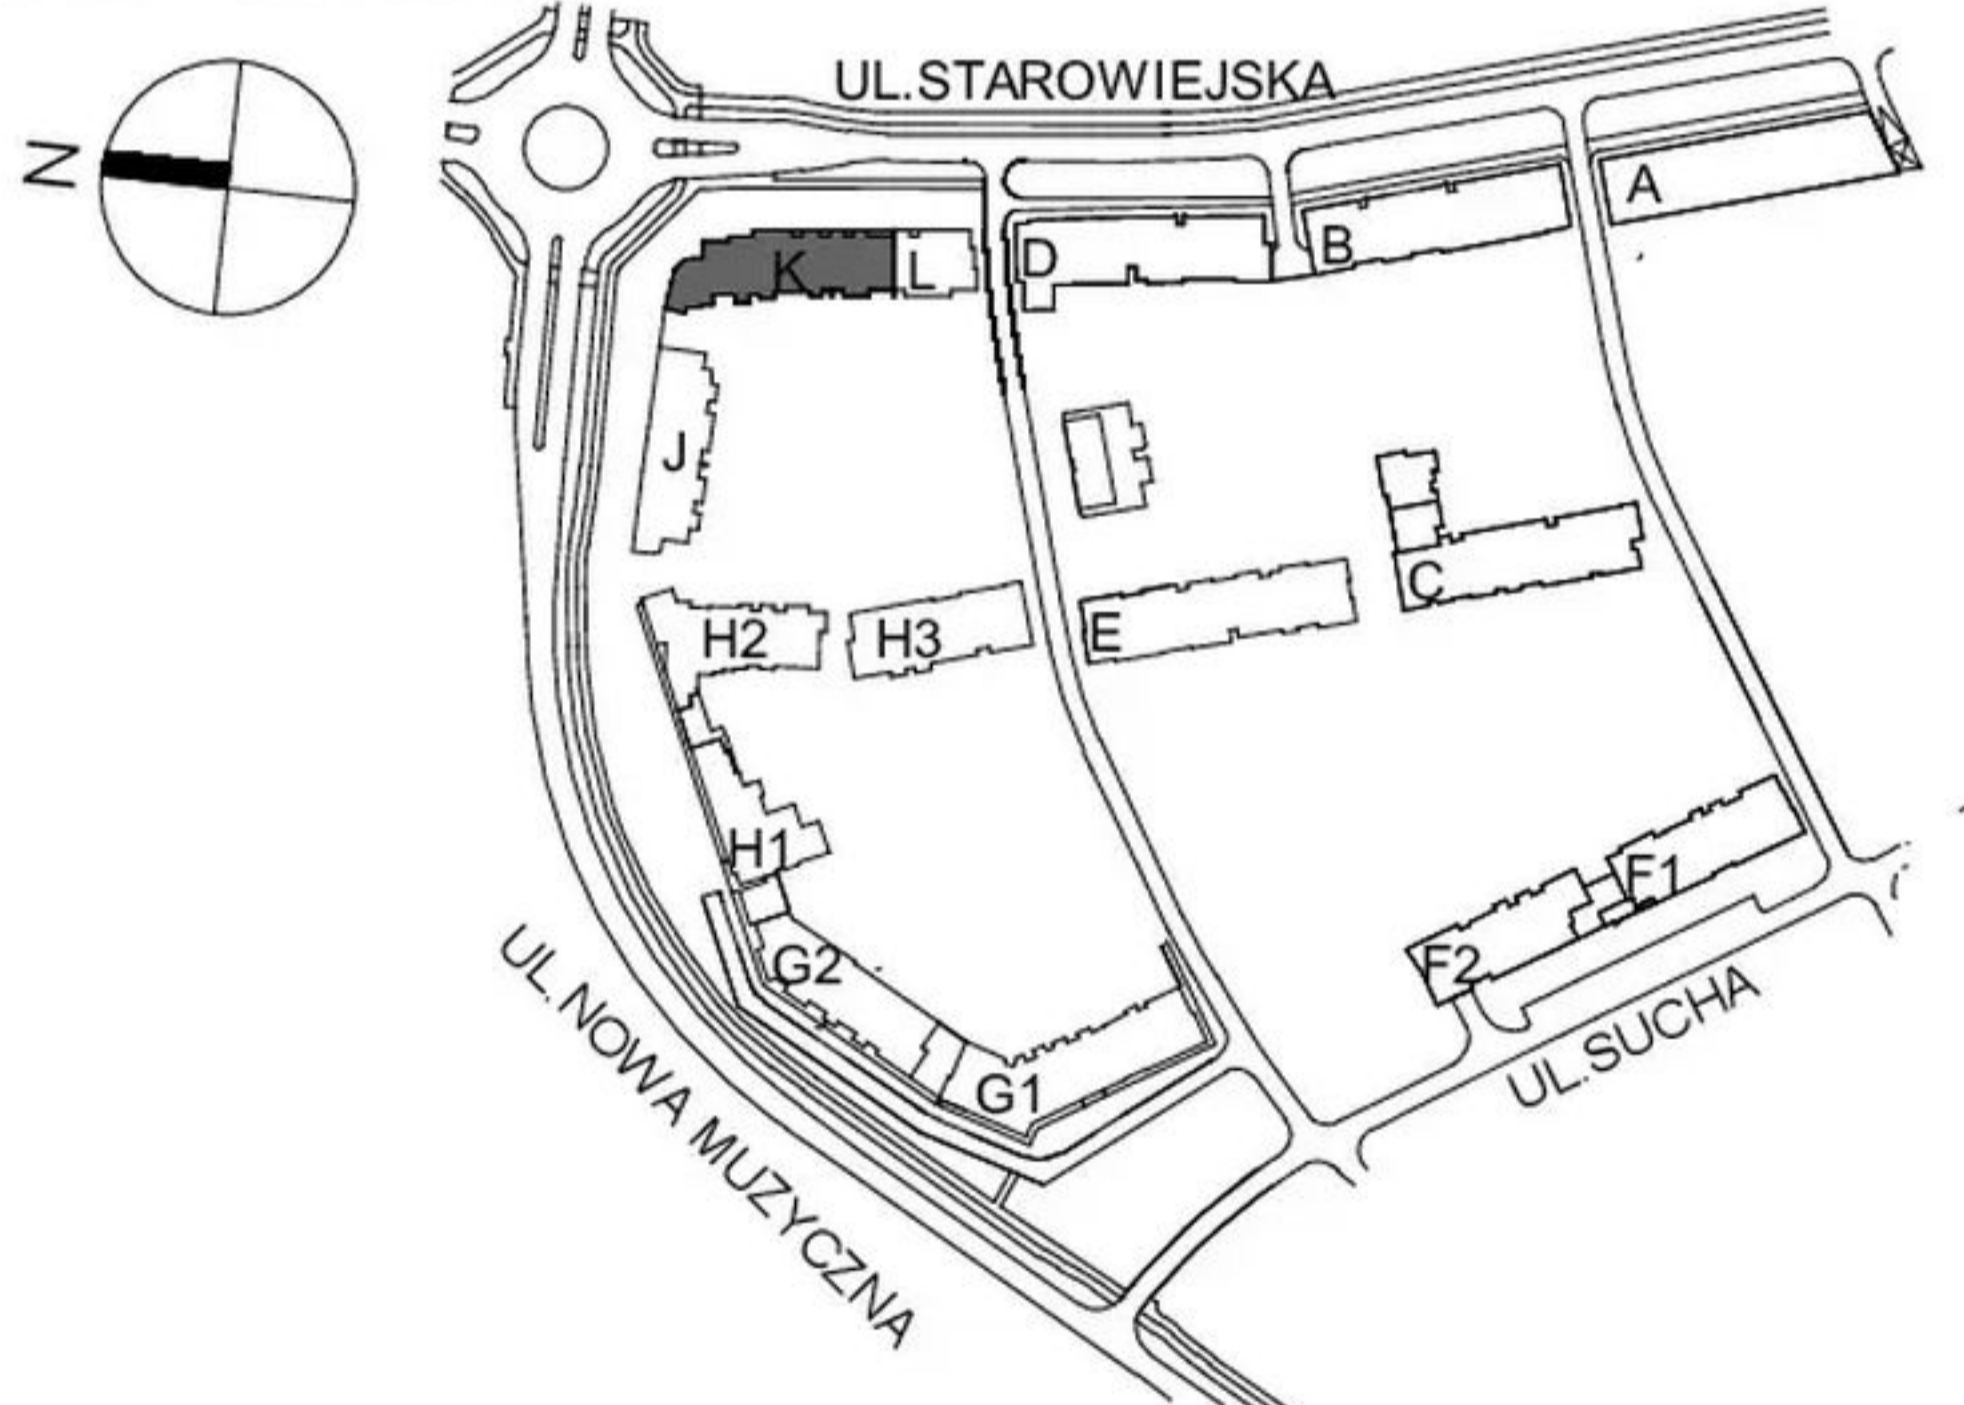 UL.STAROWIEJSKA
N
A
B
D
K
L
J
C
H2
H3
E
H1
F1
F2
G2
G1
UL.SUCHA
UL. NOWA MUZYCZNA